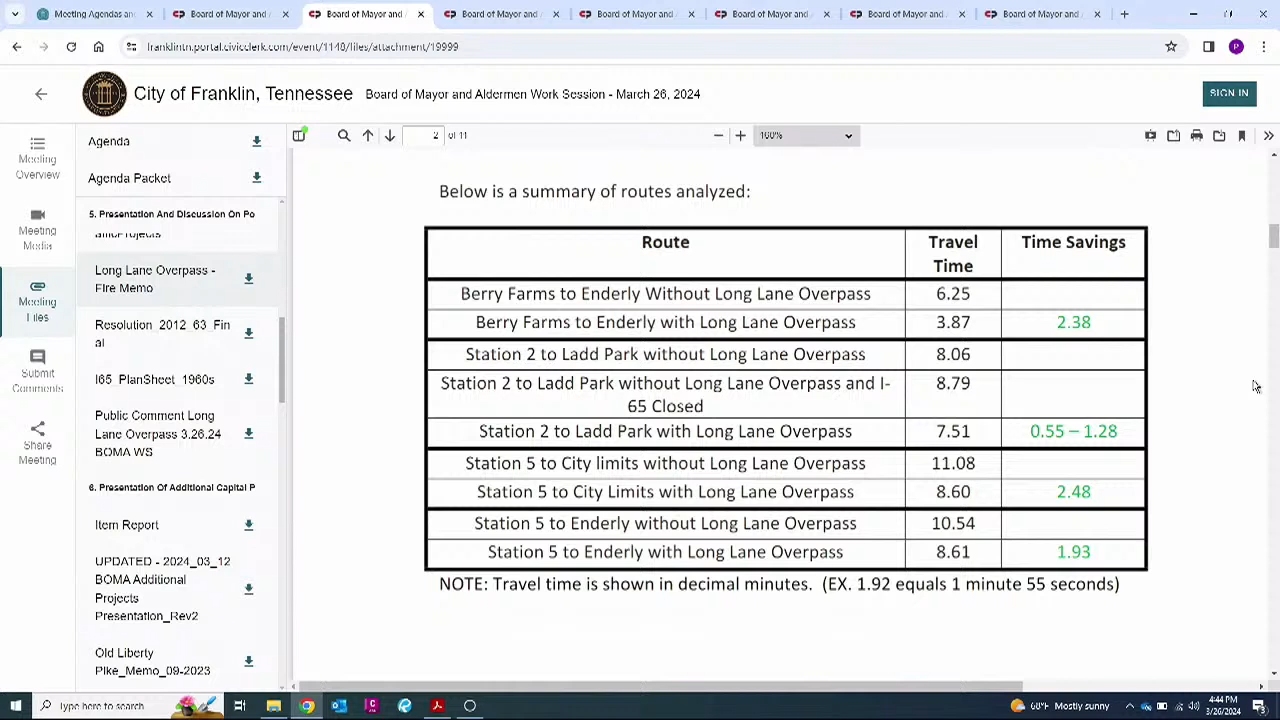 Meeting Agendas and
Board of Mayor and
Board of Mayor and
Board of Mayor and
Board of Mayor and
Board of Mayor and
Board of Mayor and
Board of Mayor and
franklintn.portal.civicclerk.com/event/1148/files/attachment/19999
P
City of Franklin, Tennessee
Board of Mayor and Aldermen Work Session - March 26, 2024
SIGN IN
Meeting
Overview
Meeting
Media
Meeting
Files
Submit
Comments
Share
Meeting
Agenda
Agenda Packet
5. Presentation And Discussion On Po
Long Lane Overpass -
Fire Memo
Resolution_2012_63_Fin
al
I65_PlanSheet_1960s
Public Comment Long
Lane Overpass 3.26.24
BOMA WS
6. Presentation Of Additional Capital P
Item Report
UPDATED - 2024_03_12
BOMA Additional
Projects
Presentation_Rev2
Old Liberty
Pike_Memo_09-2023
2 of 11
100%
Below is a summary of routes analyzed:
Route Travel Time Time Savings
Berry Farms to Enderly Without Long Lane Overpass 6.25
Berry Farms to Enderly with Long Lane Overpass 3.87 2.38
Station 2 to Ladd Park without Long Lane Overpass 8.06
Station 2 to Ladd Park without Long Lane Overpass and I-
65 Closed 8.79
Station 2 to Ladd Park with Long Lane Overpass 7.51 0.55 – 1.28
Station 5 to City limits without Long Lane Overpass 11.08
Station 5 to City Limits with Long Lane Overpass 8.60 2.48
Station 5 to Enderly without Long Lane Overpass 10.54
Station 5 to Enderly with Long Lane Overpass 8.61 1.93
NOTE: Travel time is shown in decimal minutes. (EX. 1.92 equals 1 minute 55 seconds)
Type here to search
68°F Mostly sunny
4:44 PM
3/26/2024